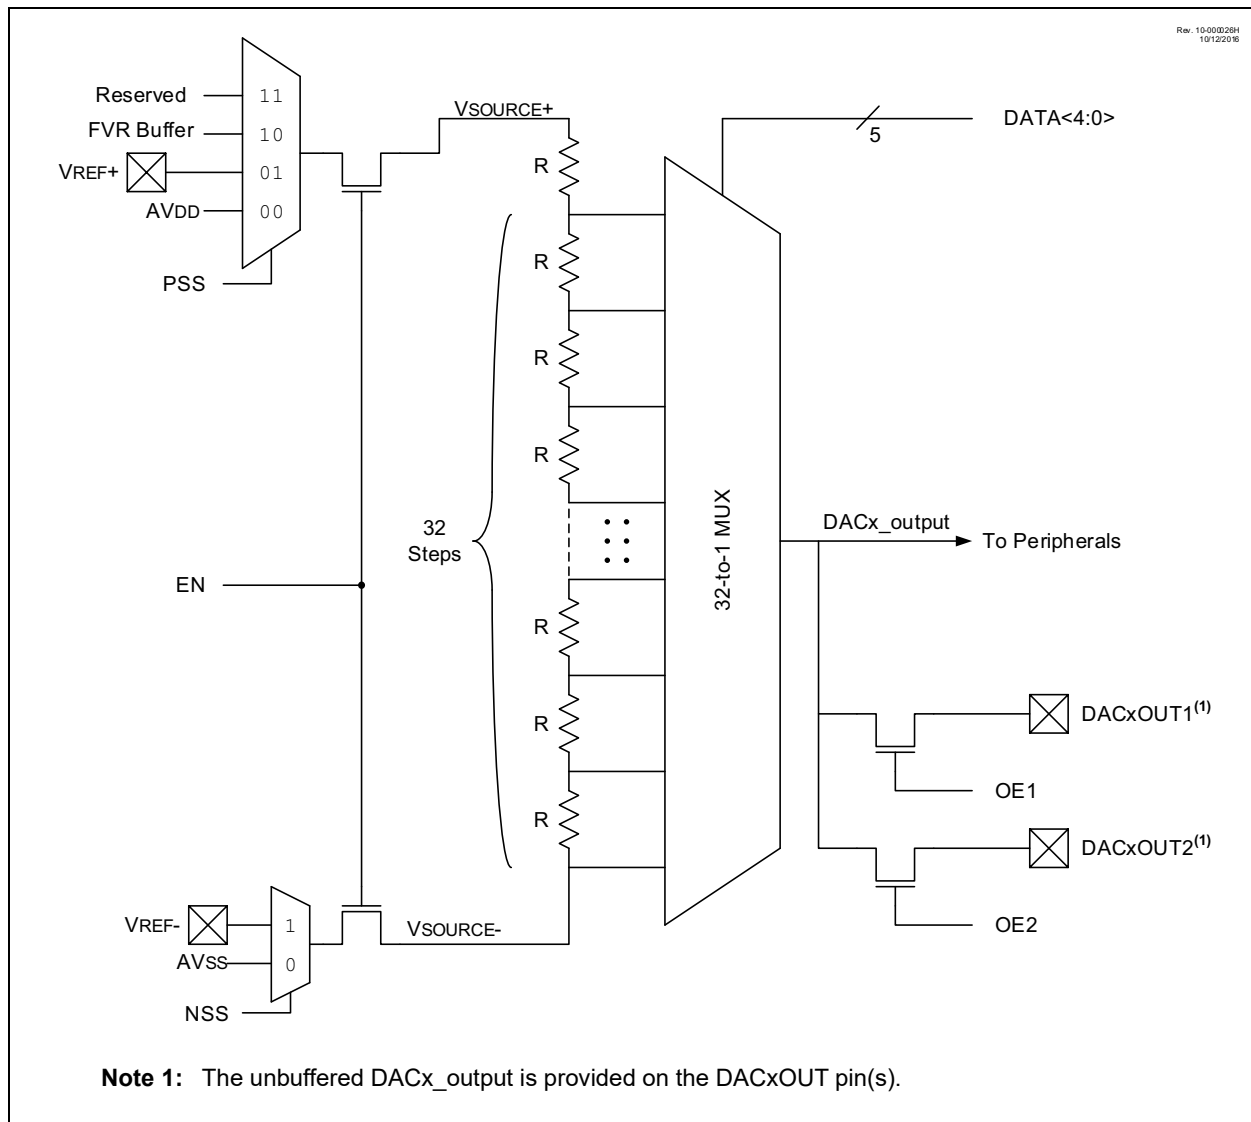 Rev. 10-000026H
10/12/2016
Reserved
11
FVR Buffer
10
VREF+
01
AVDD
00
PSS
VSOURCE+
R
R
R
R
DATA<4:0>
5
32
Steps
32-to-1 MUX
DACx_output
To Peripherals
EN
R
R
R
DACxOUT1(1)
OE1
DACxOUT2(1)
OE2
VREF-
1
AVSS
0
NSS
VSOURCE-
Note 1: The unbuffered DACx_output is provided on the DACxOUT pin(s).